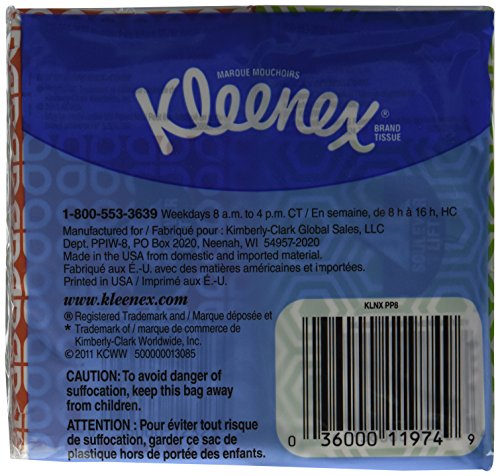 MARQUE MOUCHOIRS
Kleenex®
BRAND
TISSUE
1-800-553-3639 Weekdays 8 a.m. to 4 p.m. CT / En semaine, de 8 h à 16 h, HC
Manufactured for / Fabriqué pour : Kimberly-Clark Global Sales, LLC
Dept. PPIW-8, PO Box 2020, Neenah, WI 54957-2020
Made in the USA from domestic and imported material.
Fabriqué aux É.-U. avec des matières américaines et importées.
Printed in USA / Imprimé aux É.-U.
www.kleenex.com
® Registered Trademark and / Marque déposée et
* Trademark of / marque de commerce de
Kimberly-Clark Worldwide, Inc.
© 2011 KCWW 500000013085
CAUTION: To avoid danger of
suffocation, keep this bag away
from children.
ATTENTION : Pour éviter tout risque
de suffocation, garder ce sac de
plastique hors de portée des enfants.
KLNX PP8
0 36000 11974 9